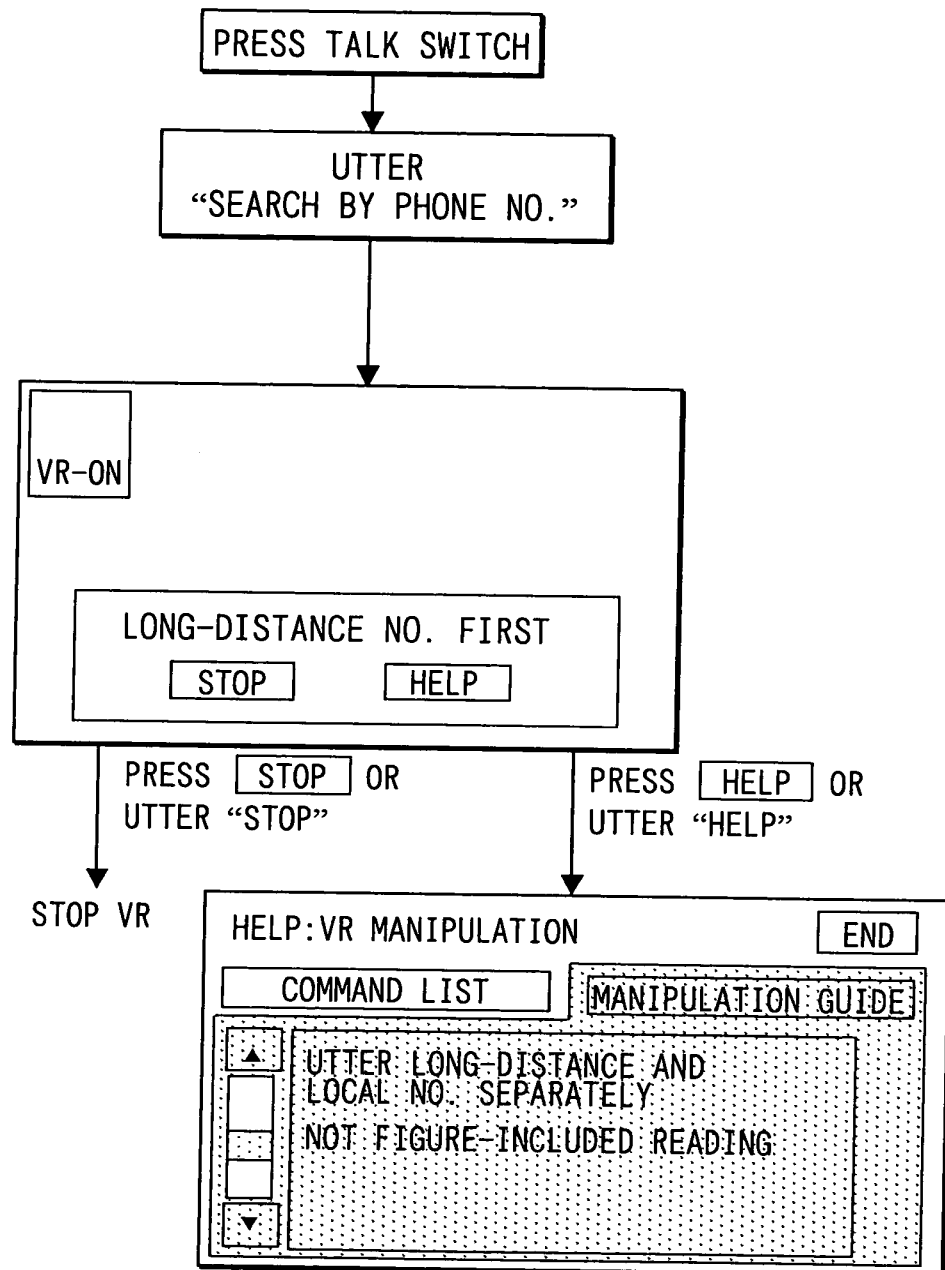 PRESS TALK SWITCH
UTTER
“SEARCH BY PHONE NO.”
VR-ON
LONG-DISTANCE NO. FIRST
STOP HELP
PRESS STOP OR
UTTER “STOP”
PRESS HELP OR
UTTER “HELP”
STOP VR
HELP:VR MANIPULATION END
COMMAND LIST MANIPULATION GUIDE
UTTER LONG-DISTANCE AND
LOCAL NO. SEPARATELY
NOT FIGURE-INCLUDED READING